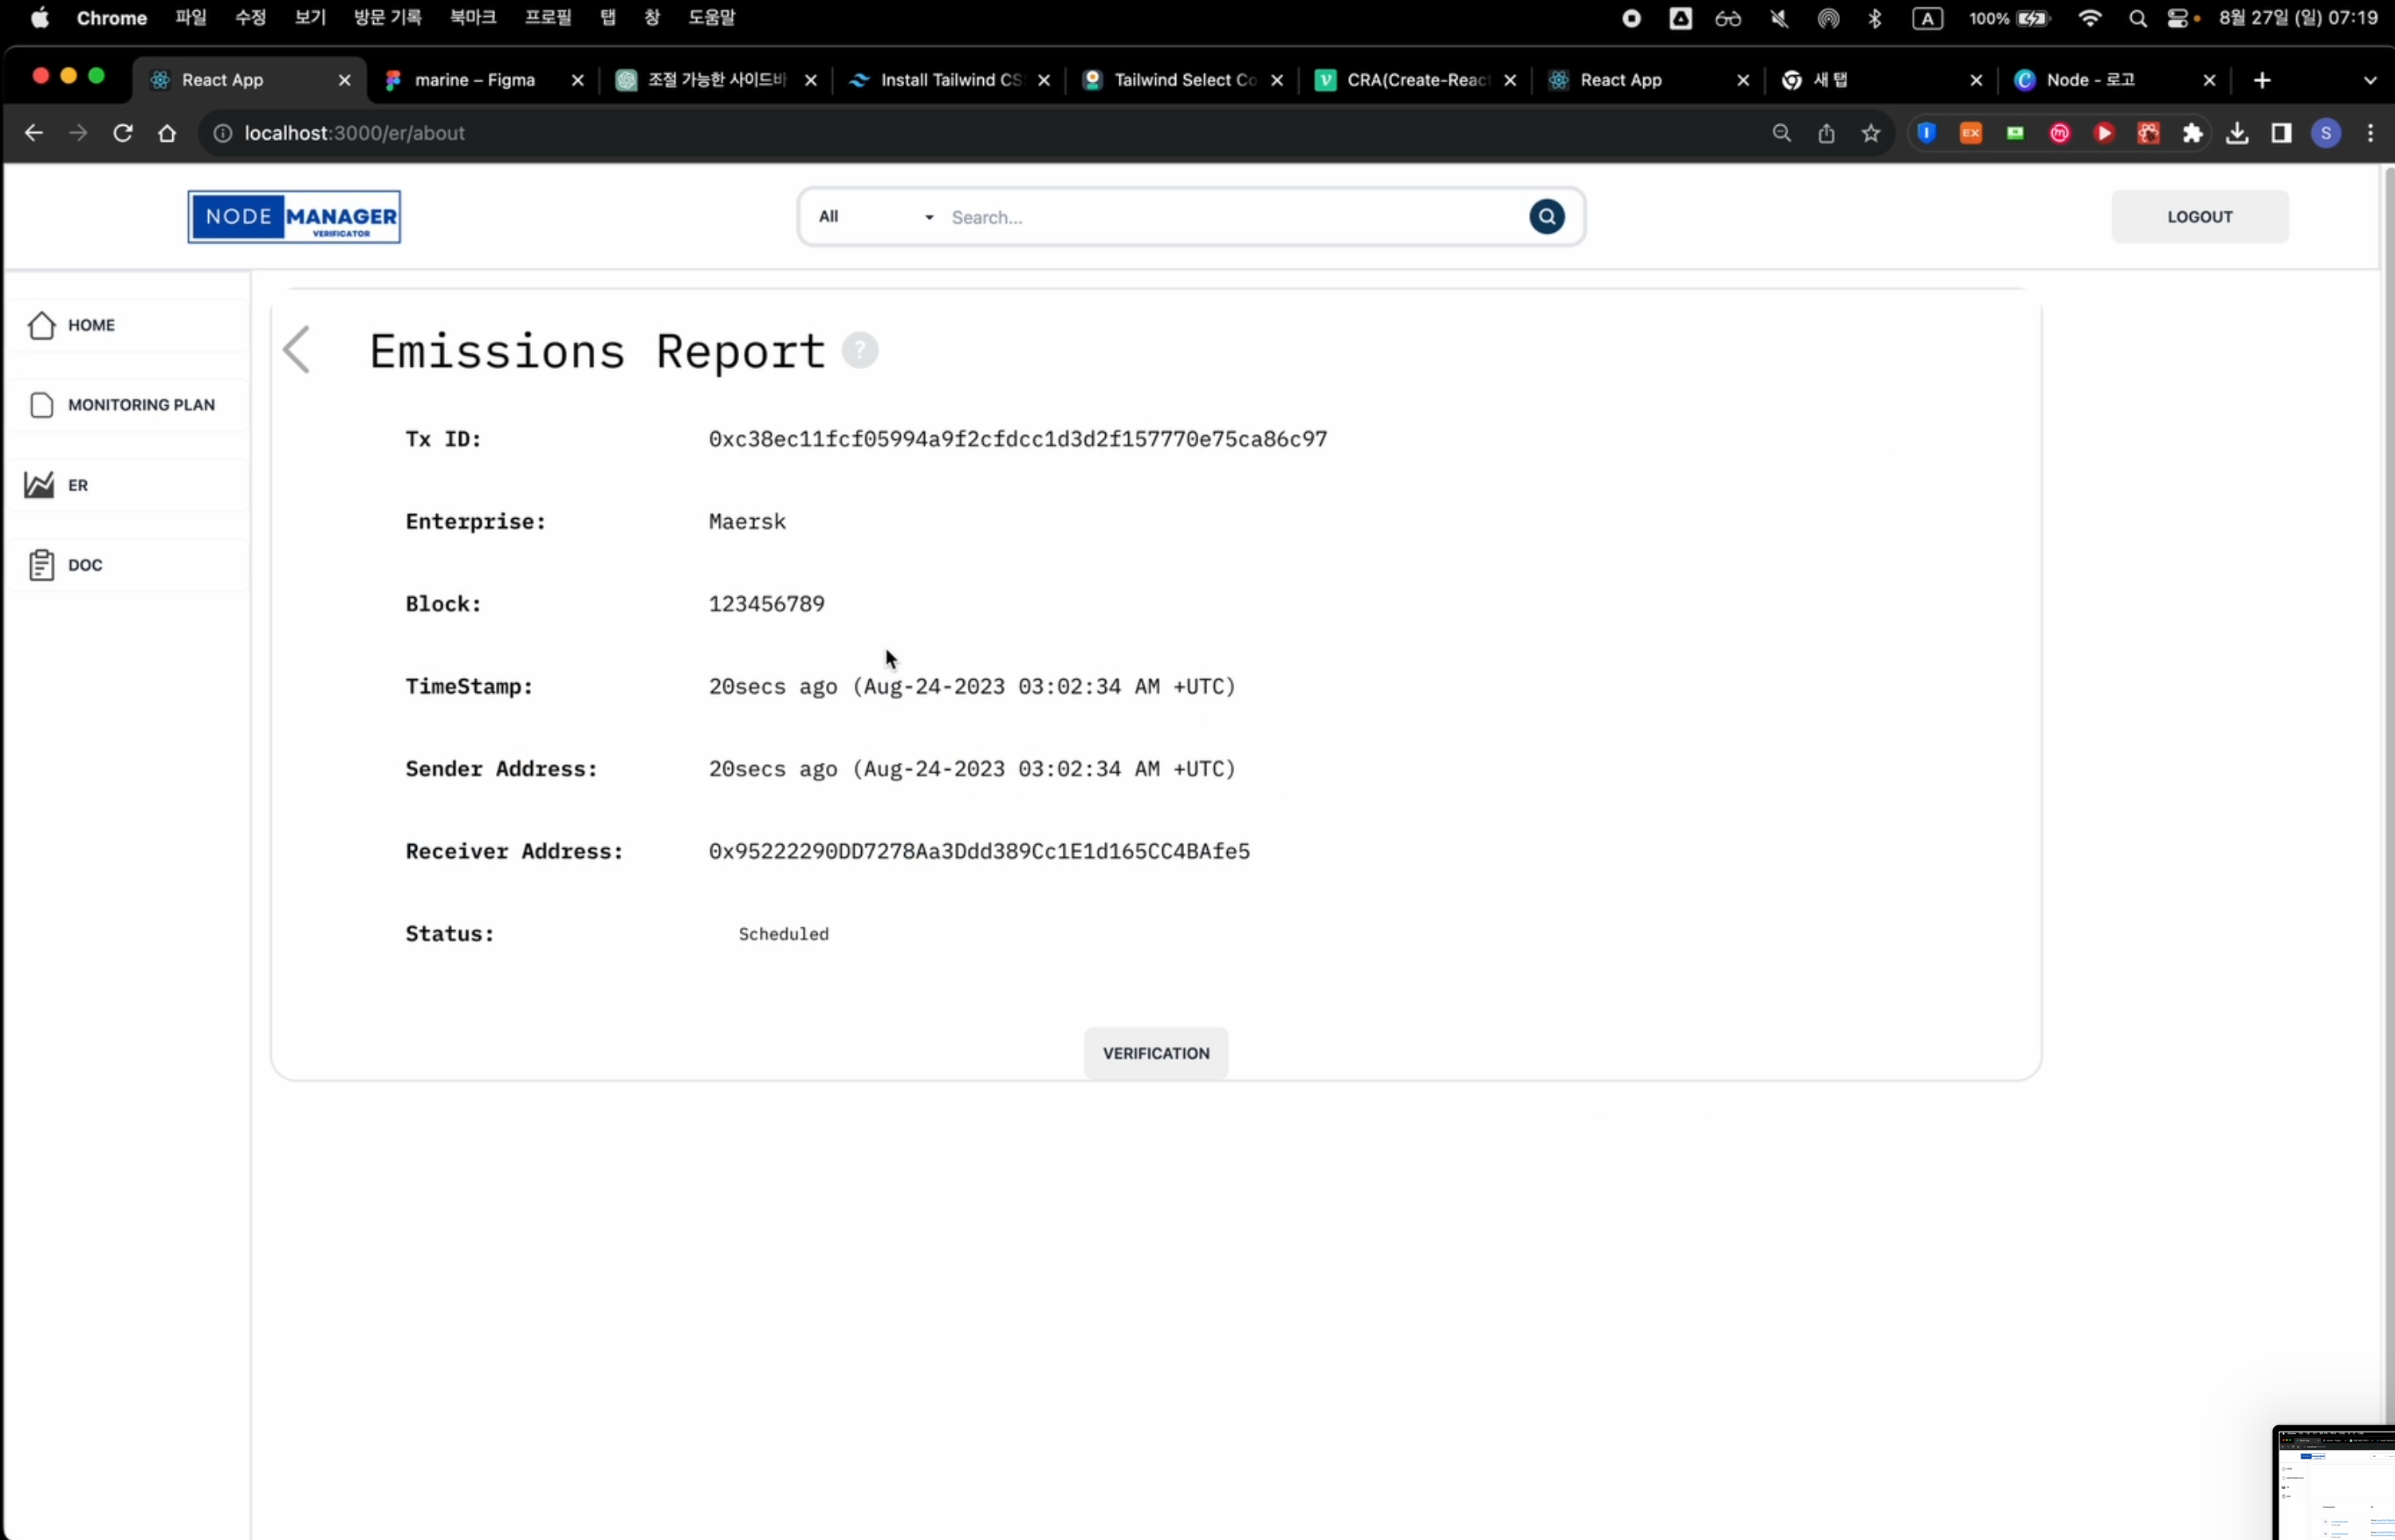 Chrome 파일 수정 보기 방문 기록 북마크 프로필 탭 창 도움말 A 100% 8월 27일 (일) 07:19
React App marine – Figma 조절 가능한 사이드바 Install Tailwind CS Tailwind Select Co CRA(Create-React React App 새 탭 Node - 로고
localhost:3000/er/about EX S
NODE MANAGER
VERIFICATOR
All Search...
LOGOUT
HOME
MONITORING PLAN
ER
DOC
Emissions Report ?
Tx ID: 0xc38ec11fcf05994a9f2cfdcc1d3d2f157770e75ca86c97
Enterprise: Maersk
Block: 123456789
TimeStamp: 20secs ago (Aug-24-2023 03:02:34 AM +UTC)
Sender Address: 20secs ago (Aug-24-2023 03:02:34 AM +UTC)
Receiver Address: 0x95222290DD7278Aa3Ddd389Cc1E1d165CC4BAfe5
Status: Scheduled
VERIFICATION